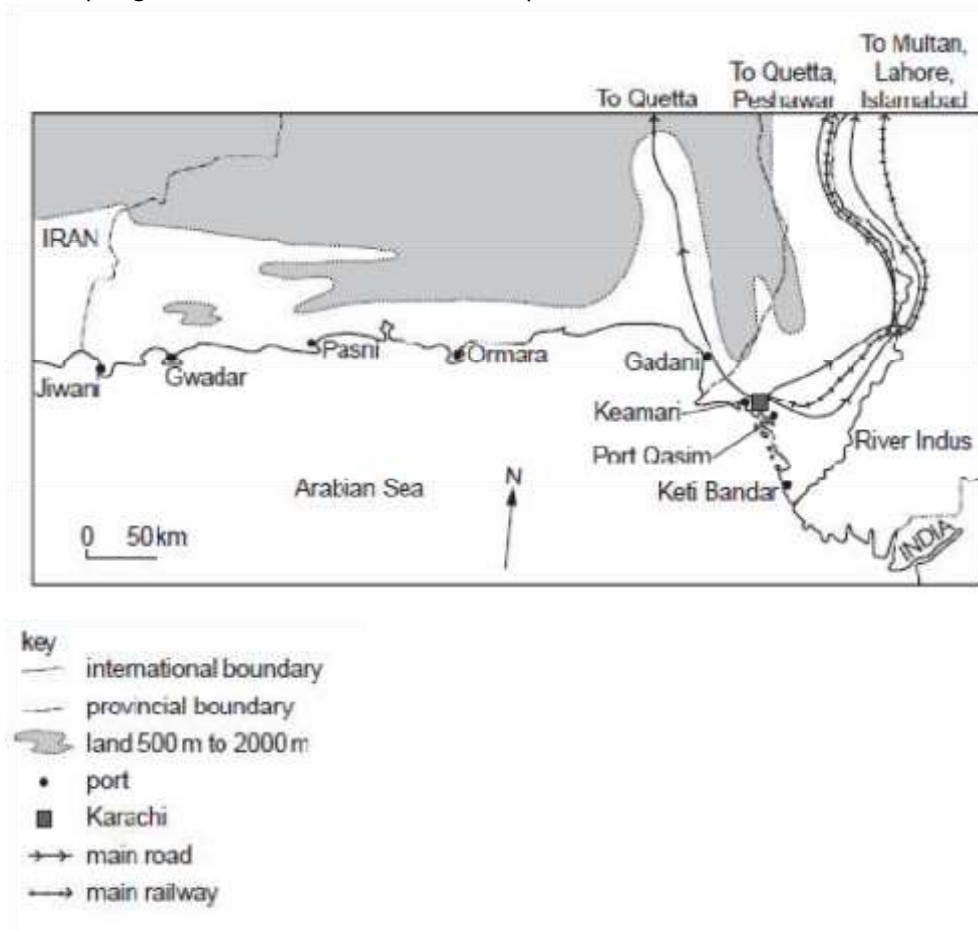 To Quetta
To Quetta,
Peshawar
To Multan,
Lahore,
Islamabad
IRAN
Jiwani
Gwadar
Pasni
Ormara
Gadani
Keamari
Port Qasim
Keti Bandar
River Indus
Arabian Sea
N
INDIA
0 50 km
key
international boundary
provincial boundary
land 500 m to 2000 m
port
Karachi
main road
main railway